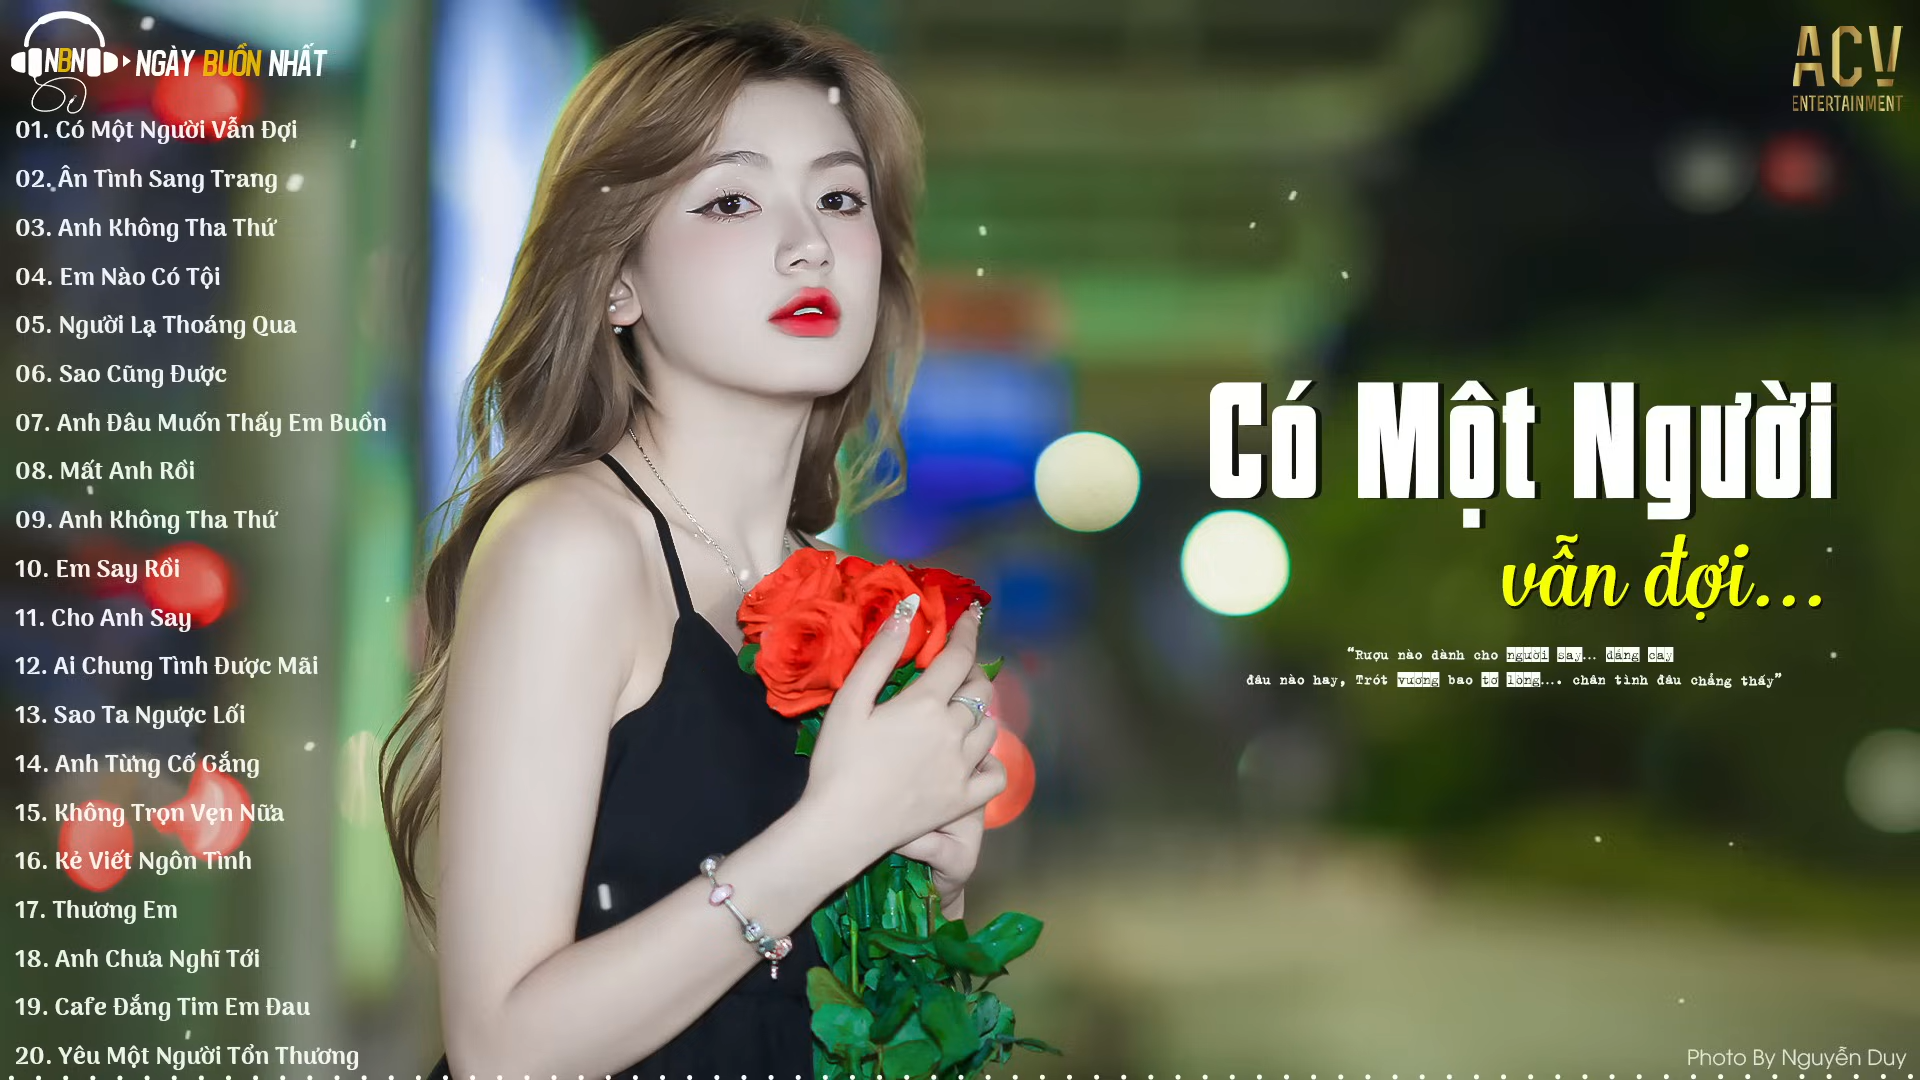 NBN
NGÀY BUỒN NHẤT
ACV
ENTERTAINMENT
01. Có Một Người Vẫn Đợi
02. Ân Tình Sang Trang
03. Anh Không Tha Thứ
04. Em Nào Có Tội
05. Người Lạ Thoáng Qua
06. Sao Cũng Được
07. Anh Đâu Muốn Thấy Em Buồn
08. Mất Anh Rồi
09. Anh Không Tha Thứ
10. Em Say Rồi
11. Cho Anh Say
12. Ai Chung Tình Được Mãi
13. Sao Ta Ngược Lối
14. Anh Từng Cố Gắng
15. Không Trọn Vẹn Nữa
16. Kẻ Viết Ngôn Tình
17. Thương Em
18. Anh Chưa Nghĩ Tới
19. Cafe Đắng Tim Em Đau
20. Yêu Một Người Tổn Thương
Có Một Người
vẫn đợi...
“Rượu nào dành cho người say... đắng cay
đâu nào hay, Trót vương bao tơ lòng.... chân tình đâu chẳng thấy”
Photo By Nguyễn Duy